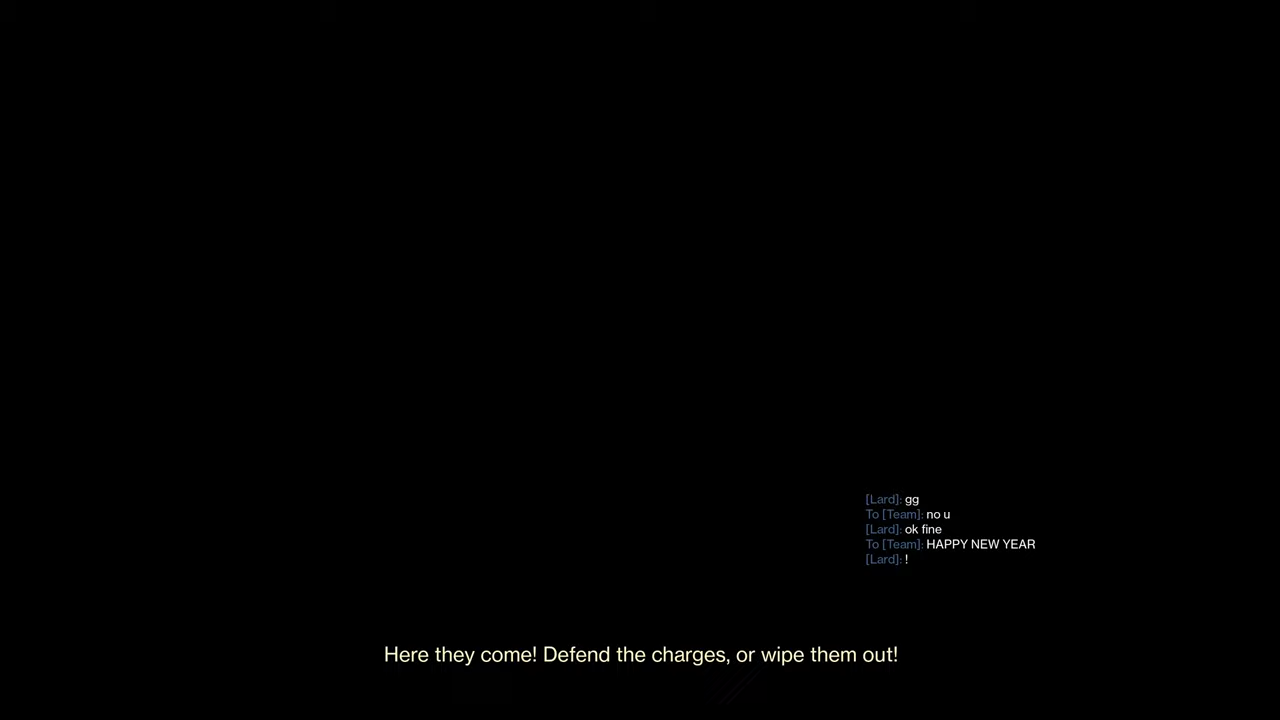 [Lard]: gg
To [Team]: no u
[Lard]: ok fine
To [Team]: HAPPY NEW YEAR
[Lard]: !
Here they come! Defend the charges, or wipe them out!